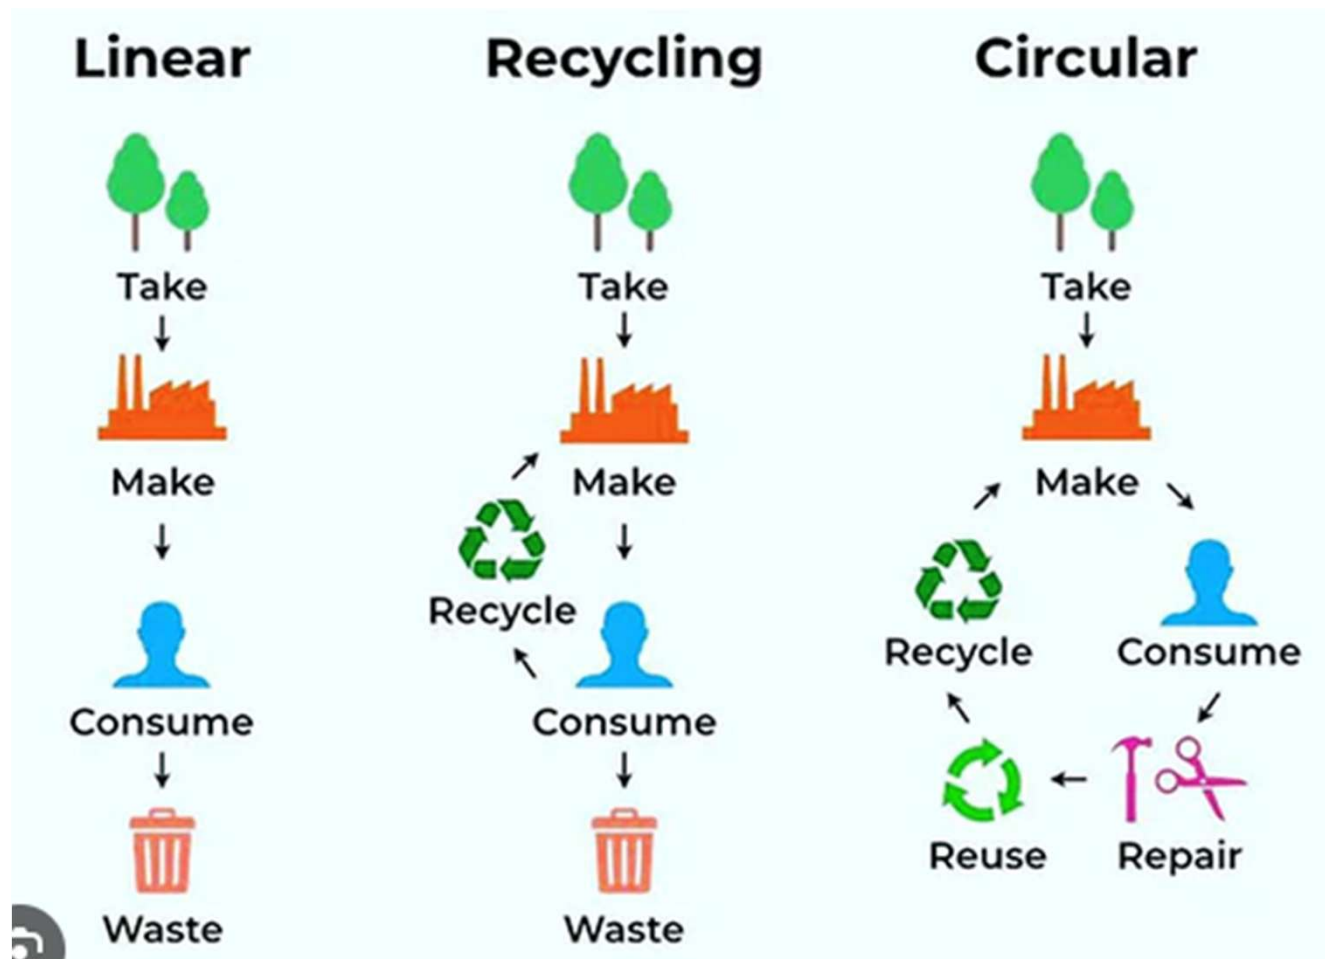 Linear
Take
Make
Consume
Waste
Recycling
Take
Make
Recycle
Consume
Waste
Circular
Take
Make
Recycle
Consume
Reuse
Repair